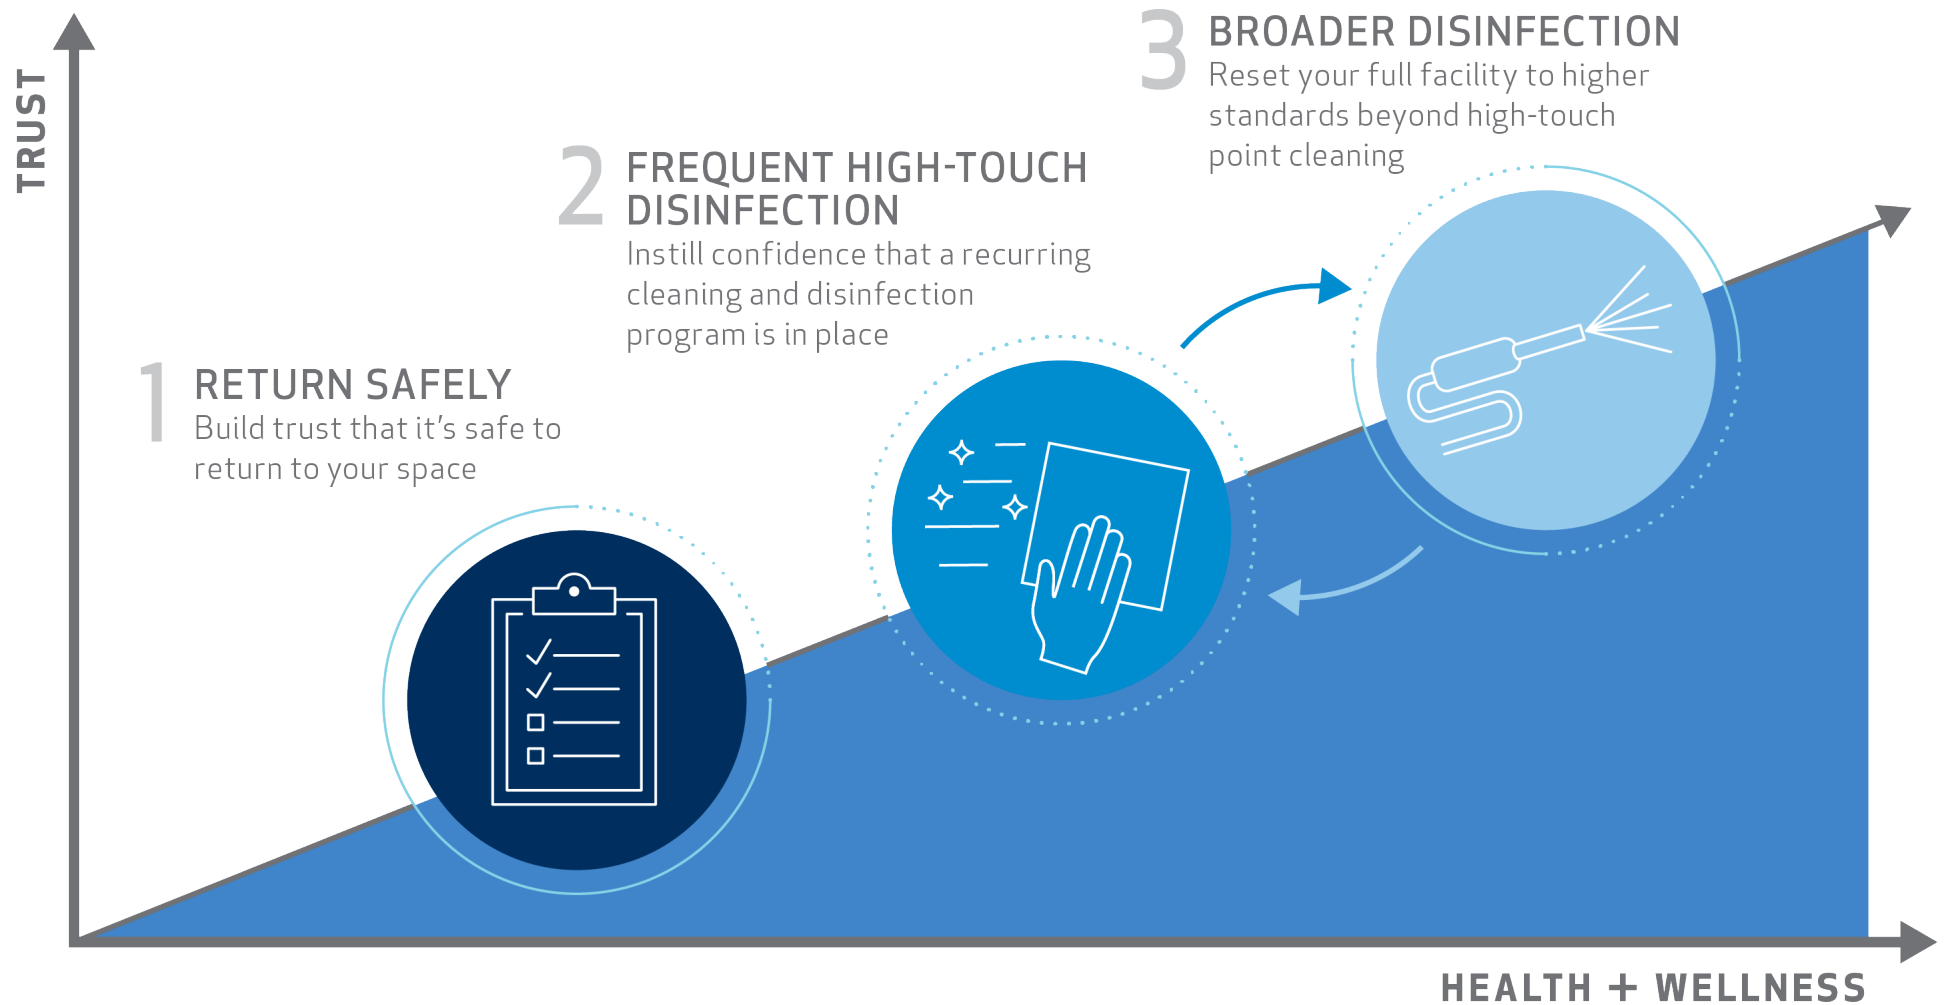 TRUST
1
RETURN SAFELY
Build trust that it’s safe to
return to your space
2
FREQUENT HIGH-TOUCH
DISINFECTION
Instill confidence that a recurring
cleaning and disinfection
program is in place
3
BROADER DISINFECTION
Reset your full facility to higher
standards beyond high-touch
point cleaning
HEALTH + WELLNESS